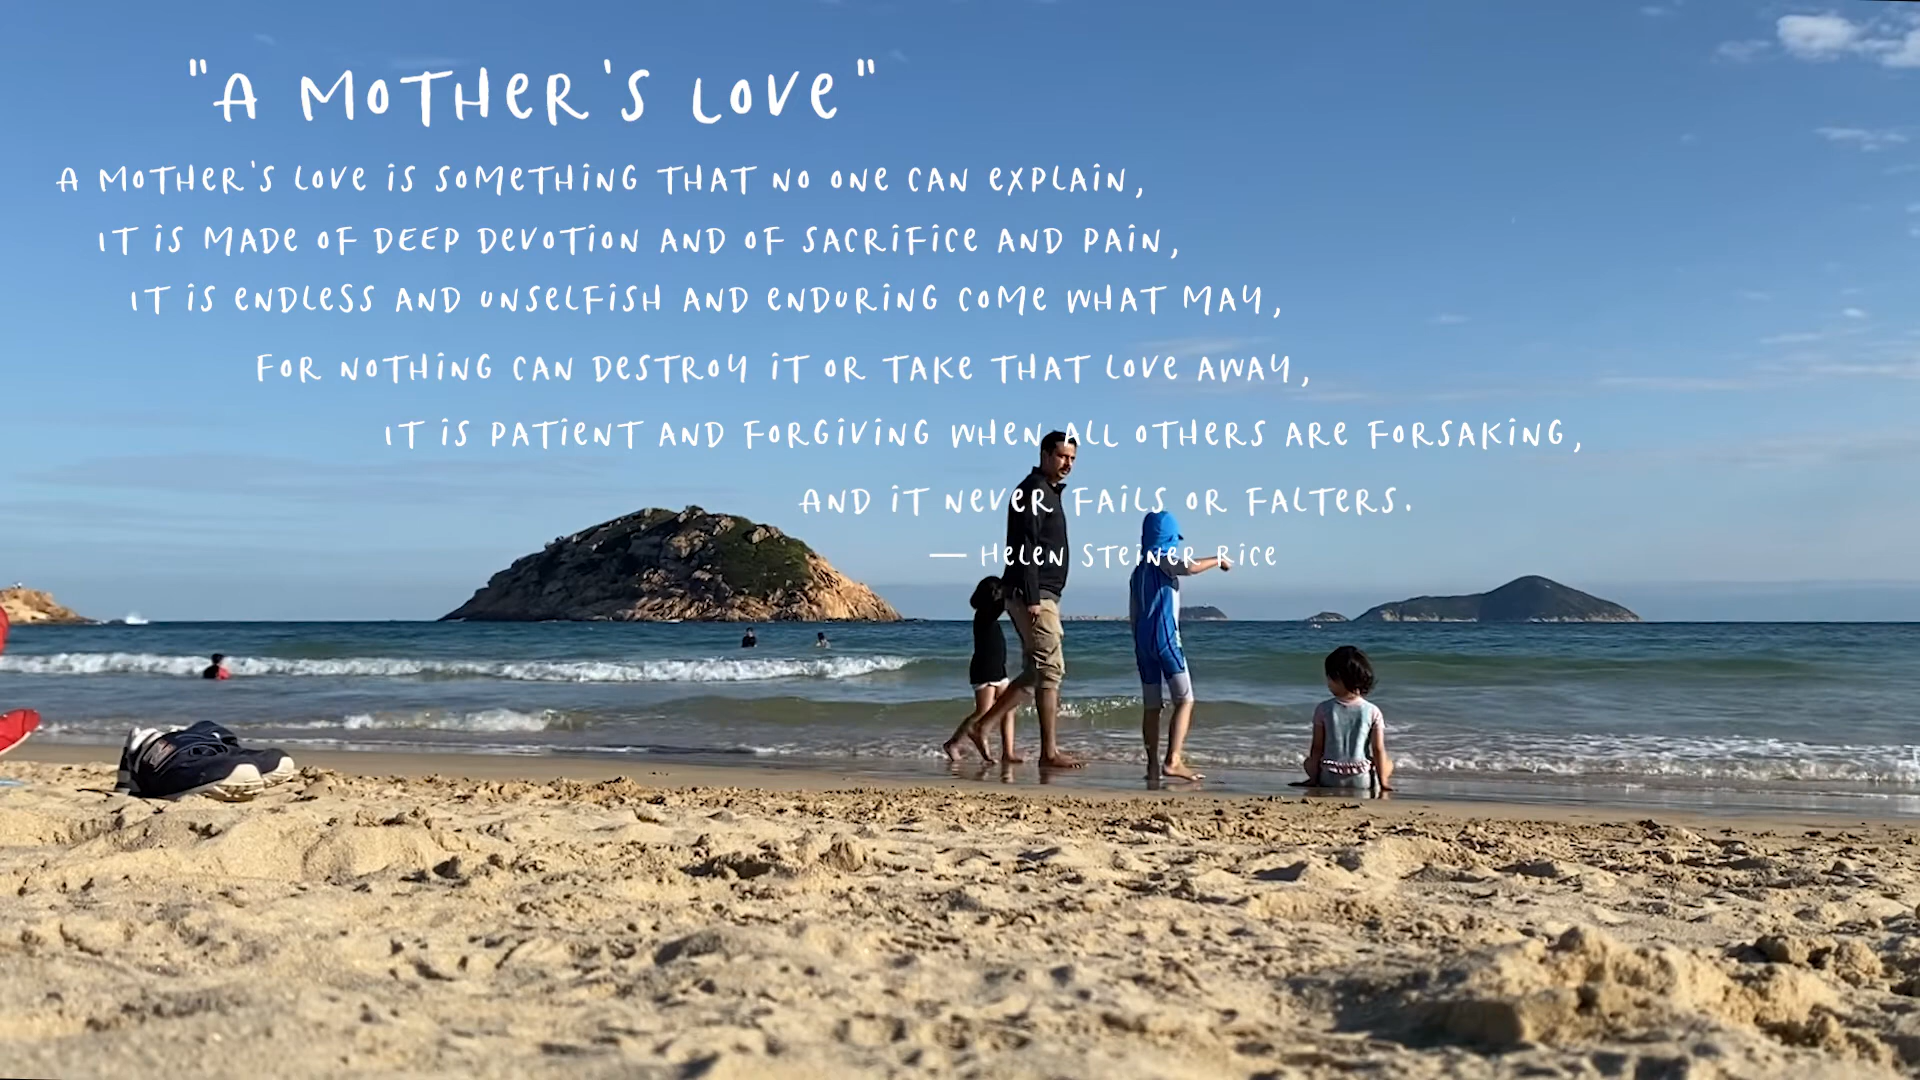 "A MOTHER'S LOVE"
A MOTHER'S LOVE IS SOMETHING THAT NO ONE CAN EXPLAIN,
IT IS MADE OF DEEP DEVOTION AND OF SACRIFICE AND PAIN,
IT IS ENDLESS AND UNSELFISH AND ENDURING COME WHAT MAY,
FOR NOTHING CAN DESTROY IT OR TAKE THAT LOVE AWAY,
IT IS PATIENT AND FORGIVING WHEN ALL OTHERS ARE FORSAKING,
AND IT NEVER FAILS OR FALTERS.
— HELEN STEINER RICE